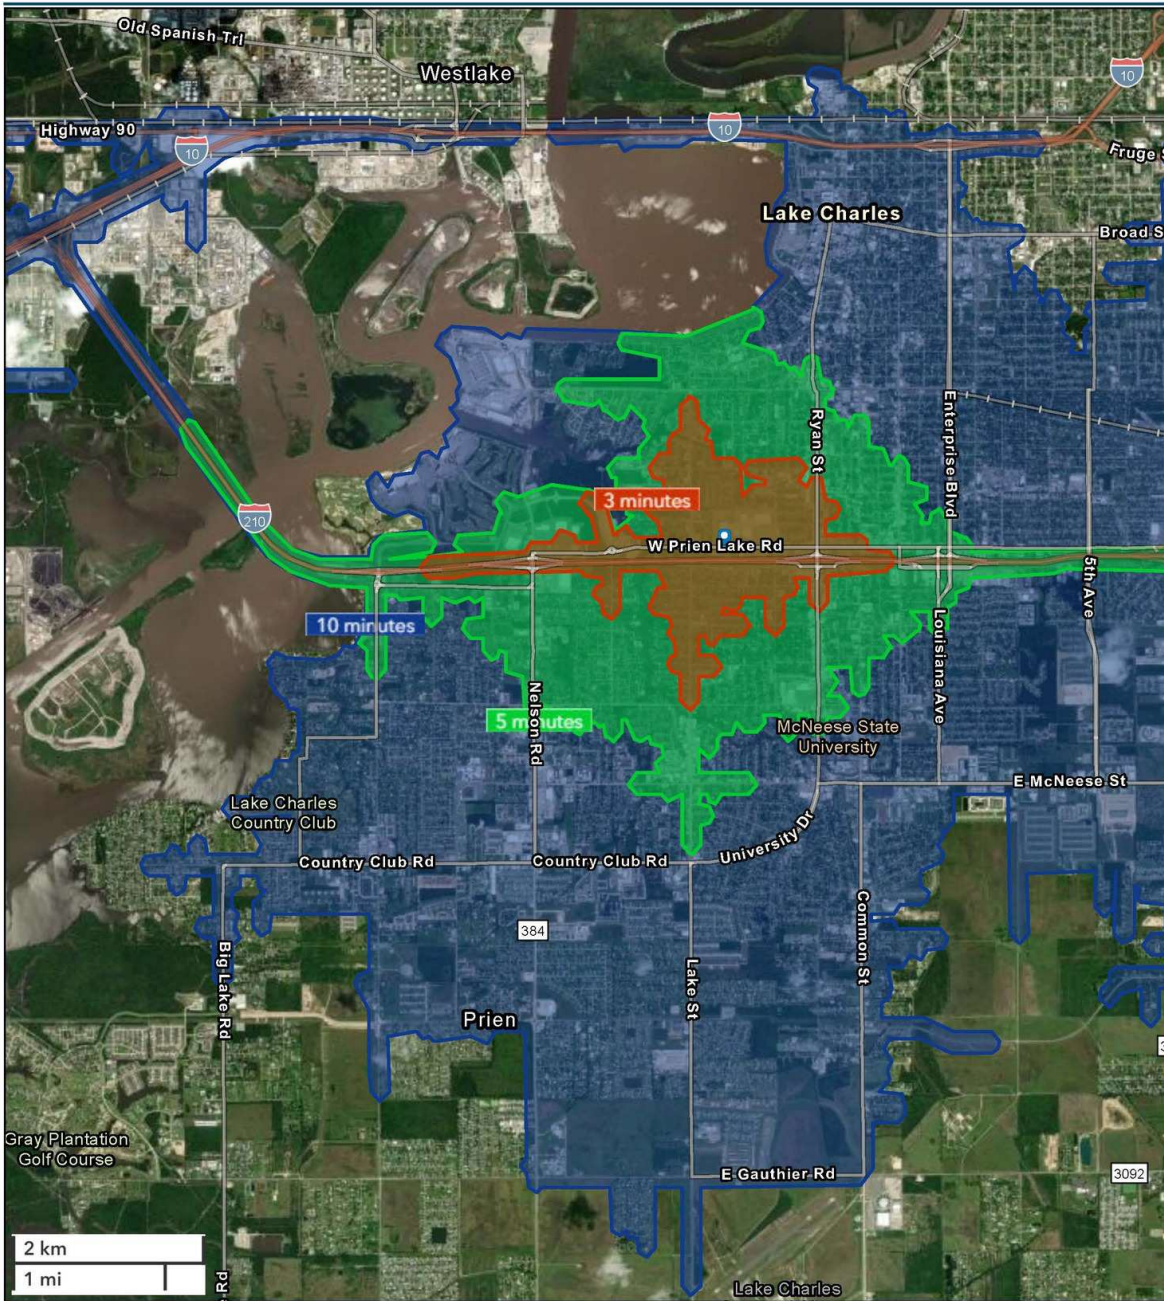 Old Spanish Trl
Westlake
10
Highway 90
10
10
Fruge S
Lake Charles
Broad S
Enterprise Blvd
Ryan St
3 minutes
210
W Prien Lake Rd
5th Ave
10 minutes
Louisiana Ave
Nelson Rd
5 minutes
McNeese State
University
E McNeese St
Lake Charles
Country Club
University Dr
Country Club Rd
Country Club Rd
Common St
384
Big Lake Rd
Lake St
Prien
3
Gray Plantation
Golf Course
E Gauthier Rd
3092
2 km
1 mi
Rd
Lake Charles